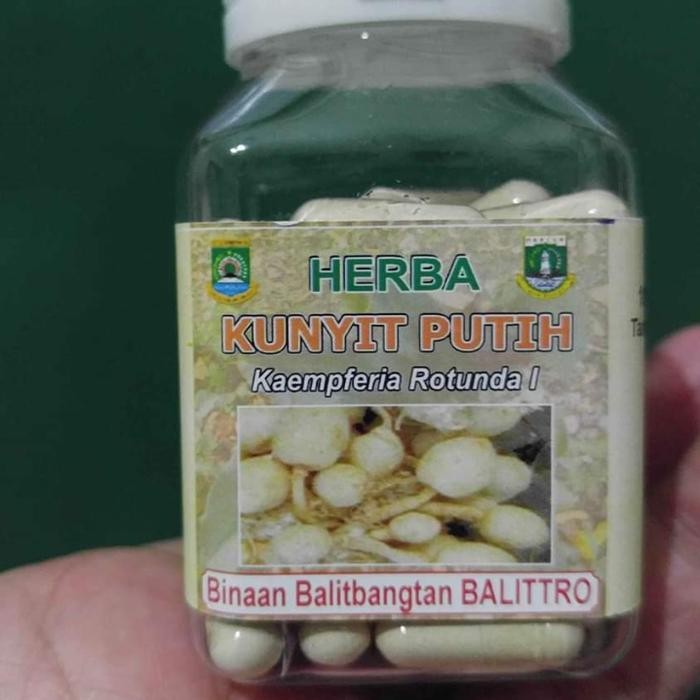 HERBA
KUNYIT PUTIH
Kaempferia Rotunda l
Binaan Balitbangtan BALITTRO